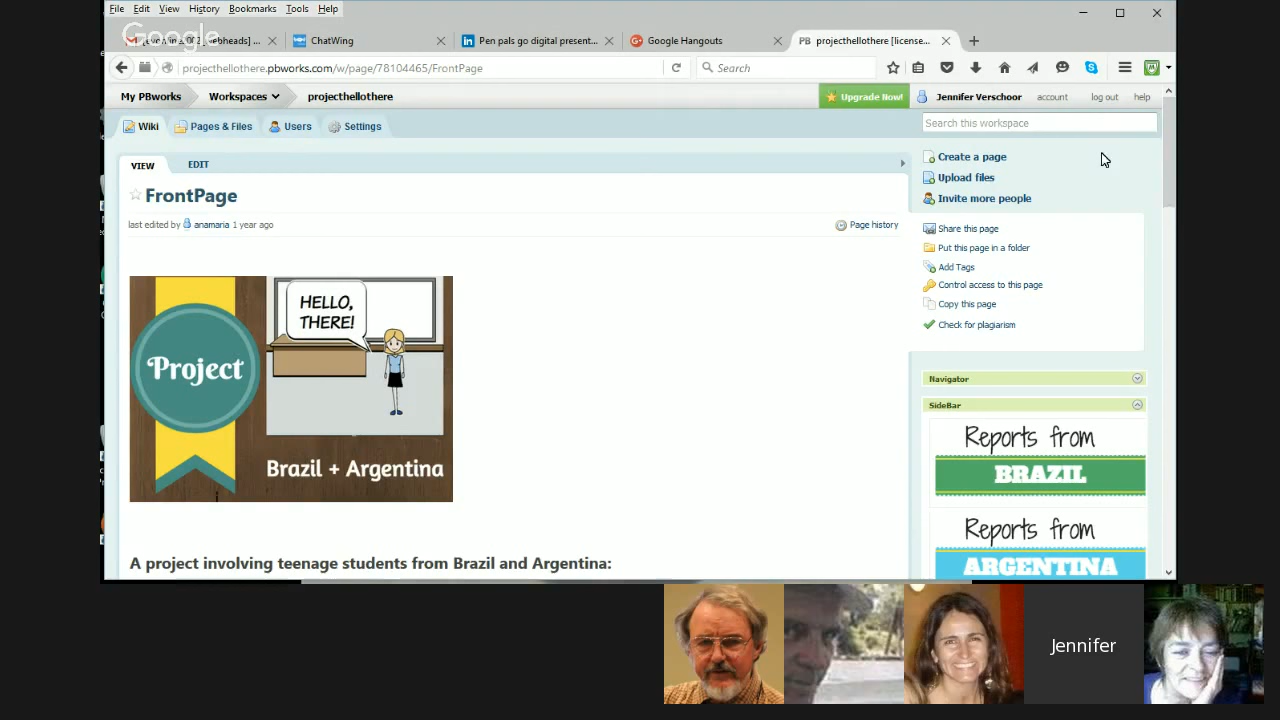 File Edit View History Bookmarks Tools Help
Google
ChatWing
Pen pals go digital present...
Google Hangouts
PB projecthellothere [license...
projecthellothere.pbworks.com/w/page/78104465/FrontPage
Search
My PBworks Workspaces projecthellothere
Upgrade Now! Jennifer Verschoor account log out help
Wiki Pages & Files Users Settings
Search this workspace
VIEW EDIT
FrontPage
last edited by anamaria 1 year ago
Page history
HELLO,
THERE!
Project
Brazil + Argentina
A project involving teenage students from Brazil and Argentina:
Create a page
Upload files
Invite more people
Share this page
Put this page in a folder
Add Tags
Control access to this page
Copy this page
Check for plagiarism
Navigator
SideBar
Reports from
BRAZIL
Reports from
ARGENTINA
Jennifer